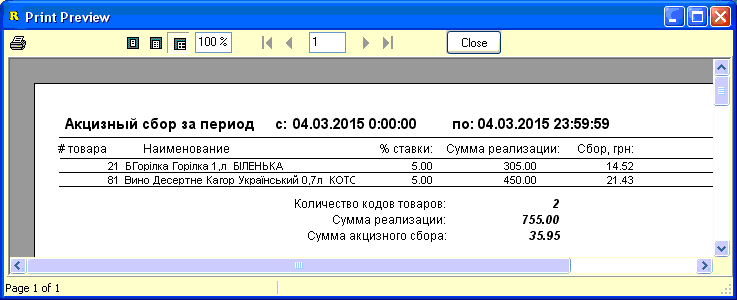 Print Preview
100 % 1 Close
Акцизный сбор за период с: 04.03.2015 0:00:00 по: 04.03.2015 23:59:59
# товара Наименование % ставки: Сумма реализации: Сбор, грн:
21 БГорілка Горілка 1,л БІЛЕНЬКА 5.00 305.00 14.52
81 Вино Десертне Кагор Український 0,7л КОТС 5.00 450.00 21.43
Количество кодов товаров: 2
Сумма реализации: 755.00
Сумма акцизного сбора: 35.95
Page 1 of 1